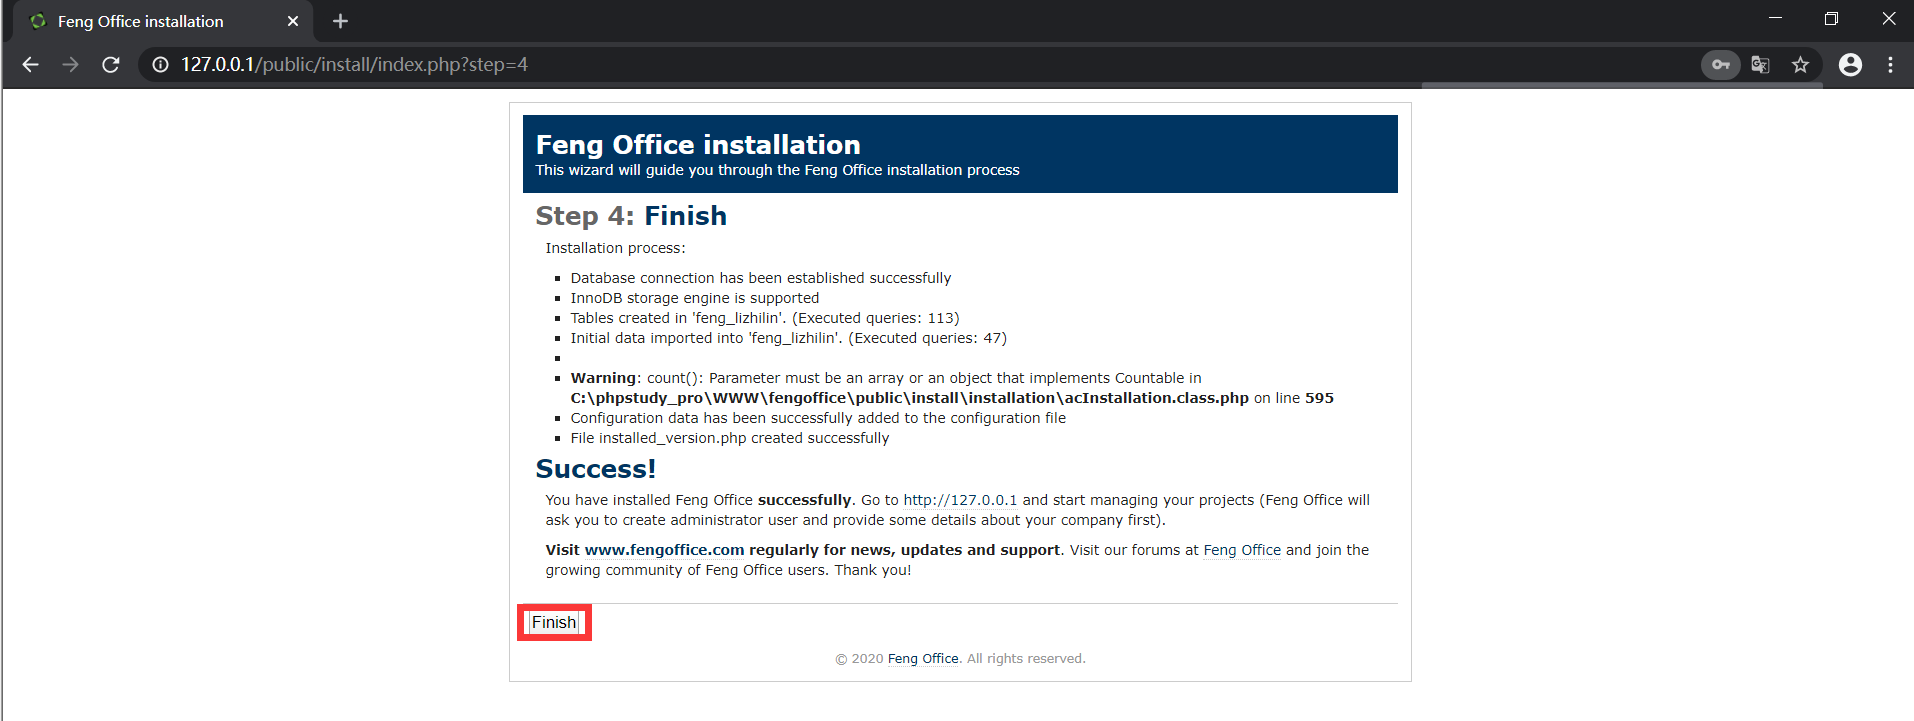 Feng Office installation
127.0.0.1/public/install/index.php?step=4
Feng Office installation
This wizard will guide you through the Feng Office installation process
Step 4: Finish
Installation process:
Database connection has been established successfully
InnoDB storage engine is supported
Tables created in 'feng_lizhilin'. (Executed queries: 113)
Initial data imported into 'feng_lizhilin'. (Executed queries: 47)
Warning: count(): Parameter must be an array or an object that implements Countable in
C:\phpstudy_pro\WWW\fengoffice\public\install\installation\acInstallation.class.php on line 595
Configuration data has been successfully added to the configuration file
File installed_version.php created successfully
Success!
You have installed Feng Office successfully. Go to http://127.0.0.1 and start managing your projects (Feng Office will
ask you to create administrator user and provide some details about your company first).
Visit www.fengoffice.com regularly for news, updates and support. Visit our forums at Feng Office and join the
growing community of Feng Office users. Thank you!
Finish
© 2020 Feng Office. All rights reserved.